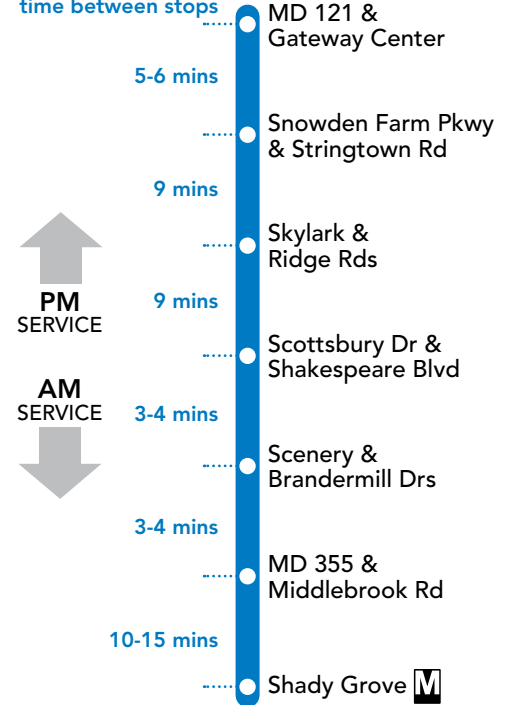 time between stops
MD 121 &
Gateway Center
5-6 mins
Snowden Farm Pkwy
& Stringtown Rd
9 mins
Skylark &
Ridge Rds
PM
SERVICE
9 mins
Scottsbury Dr &
Shakespeare Blvd
AM
SERVICE
3-4 mins
Scenery &
Brandermill Drs
3-4 mins
MD 355 &
Middlebrook Rd
10-15 mins
Shady Grove M